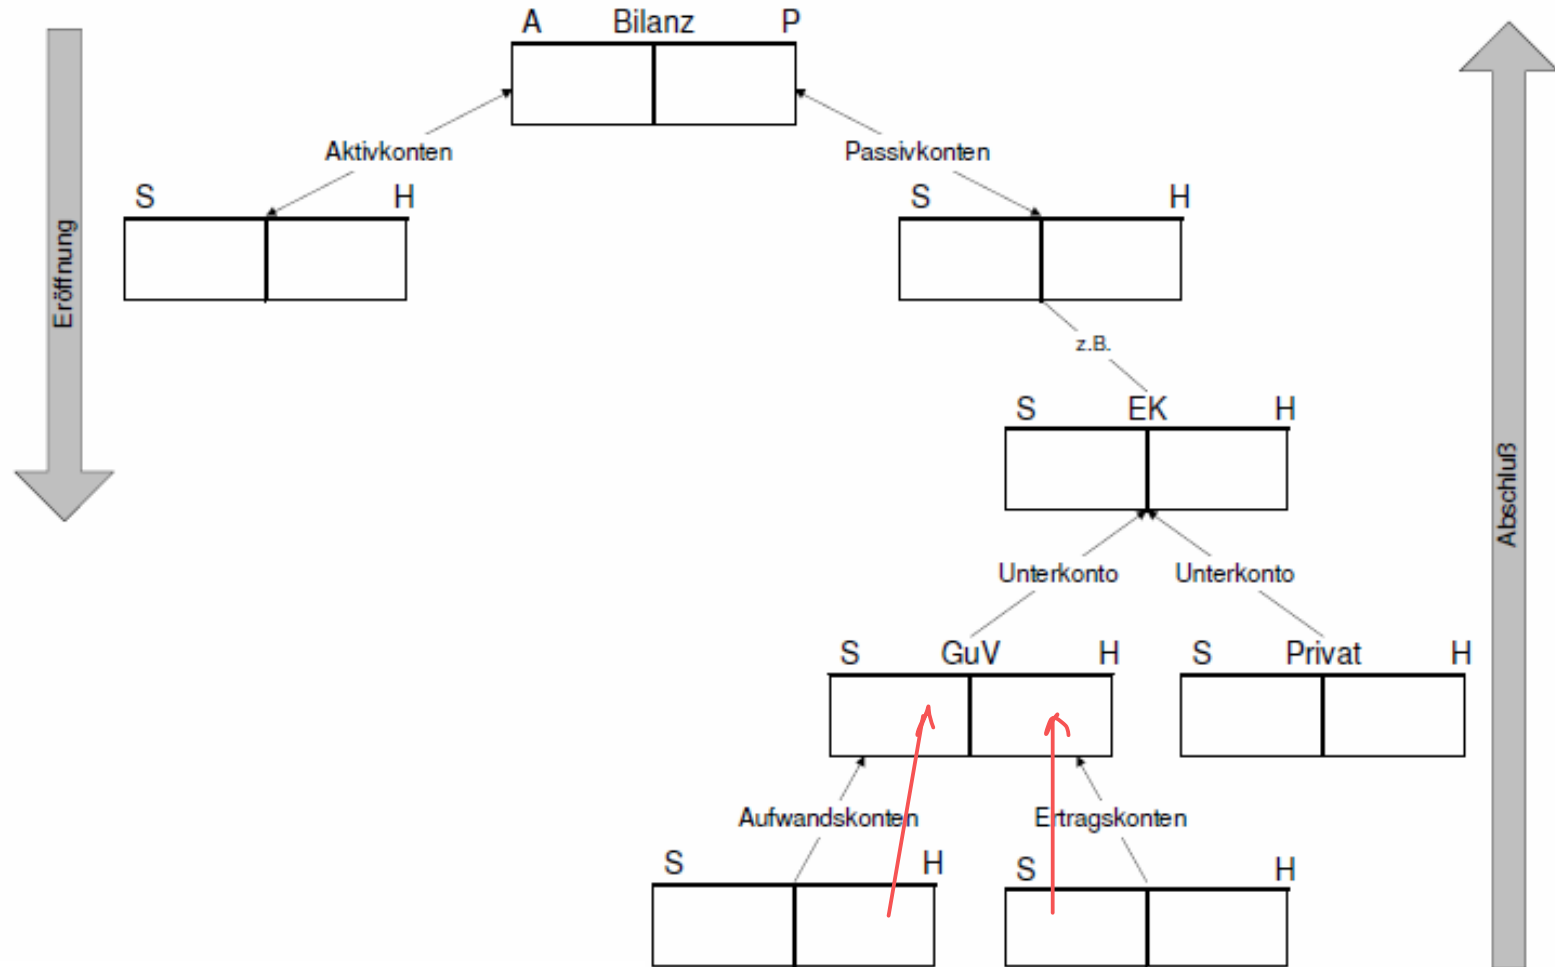 A Bilanz P
Aktivkonten Passivkonten
S H S H
Eröffnung
z.B.
S EK H
Abschluß
Unterkonto Unterkonto
S GuV H S Privat H
Aufwandskonten Ertragskonten
S H S H